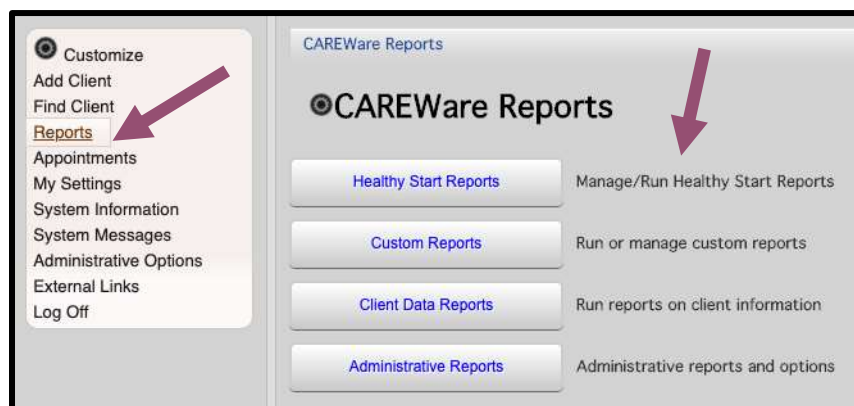 Customize
Add Client
Find Client
Reports
Appointments
My Settings
System Information
System Messages
Administrative Options
External Links
Log Off
CAREWare Reports
CAREWare Reports
Healthy Start Reports Manage/Run Healthy Start Reports
Custom Reports Run or manage custom reports
Client Data Reports Run reports on client information
Administrative Reports Administrative reports and options